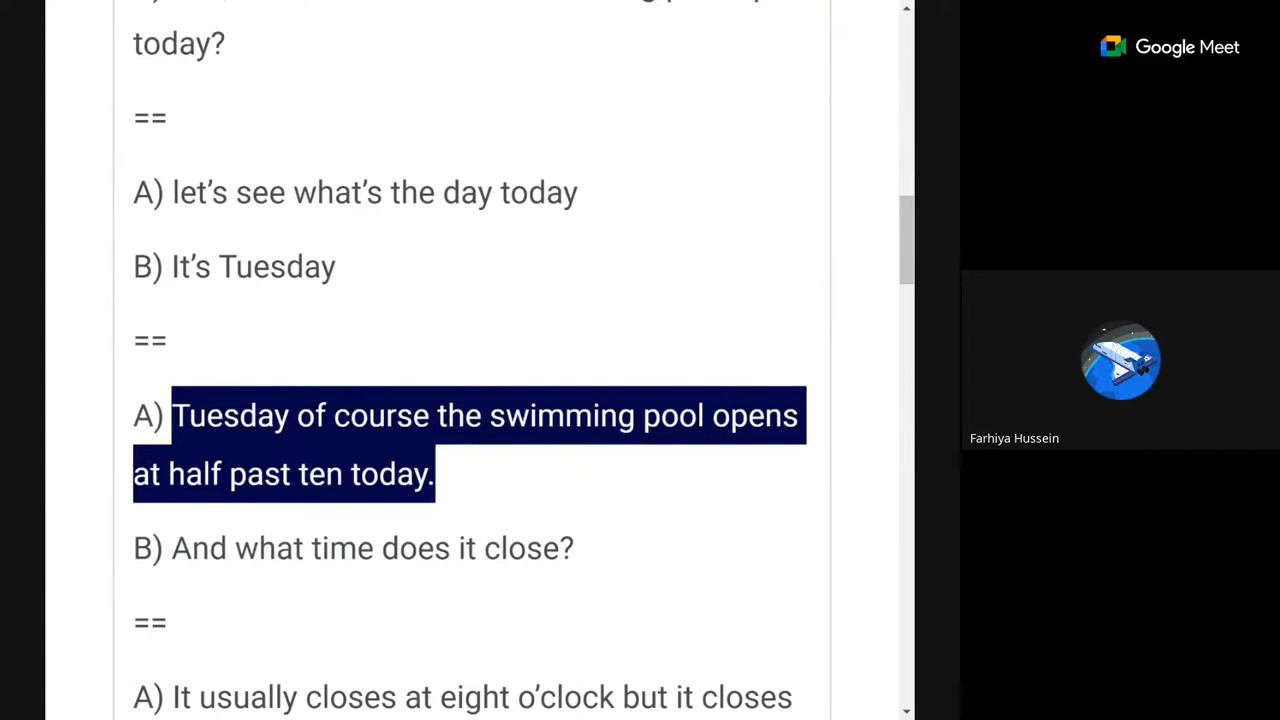 today?
==
A) let’s see what’s the day today
B) It’s Tuesday
==
A) Tuesday of course the swimming pool opens
at half past ten today.
B) And what time does it close?
==
A) It usually closes at eight o’clock but it closes
Google Meet
Farhiya Hussein